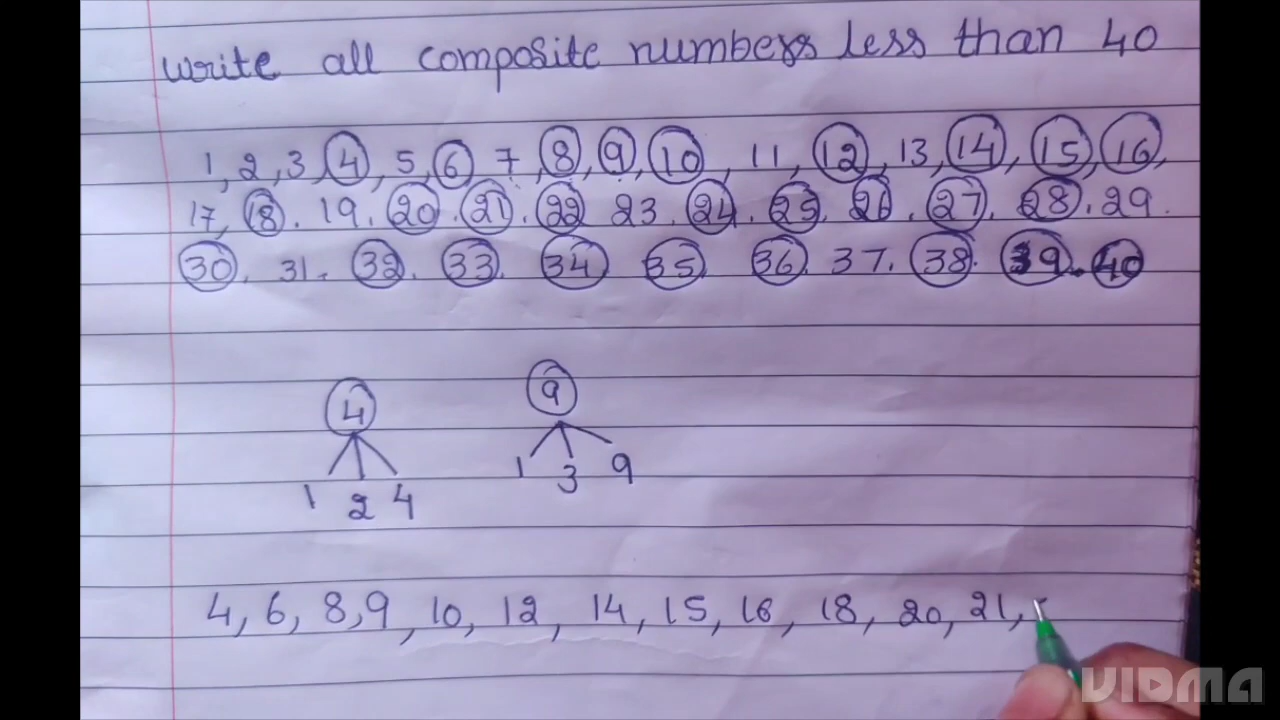 write all composite numbers less than 40
1, 2, 3, 4, 5, 6, 7, 8, 9, 10, 11, 12, 13, 14, 15, 16,
17, 18. 19. 20. 21. 22 23. 24. 25. 26. 27. 28. 29.
30. 31. 32. 33. 34 35. 36. 37. 38. 39. 40
4 9
1 2 4 1 3 9
4, 6, 8, 9, 10, 12, 14, 15, 16, 18, 20, 21,
VIDMA